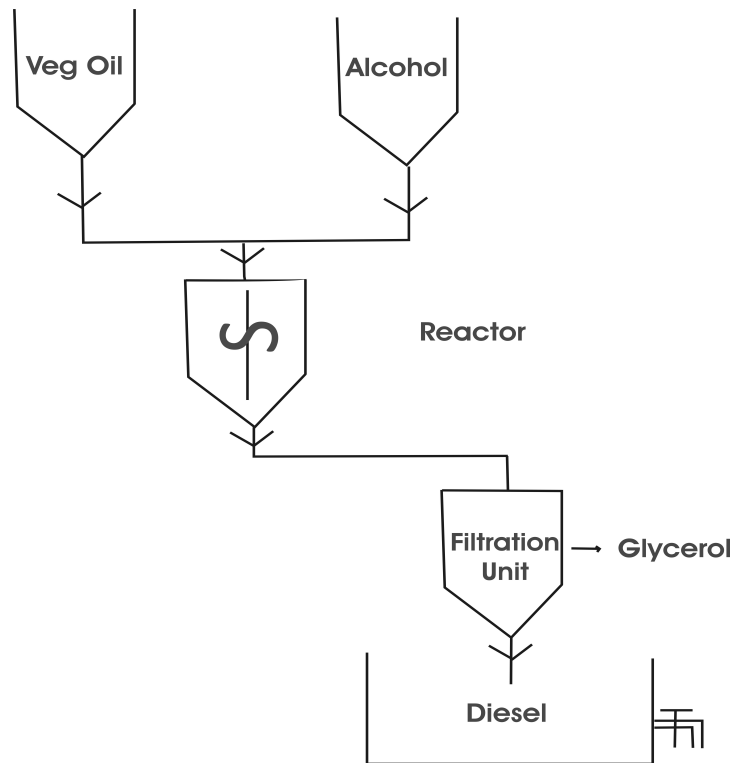 Veg Oil
Alcohol
Reactor
Filtration
Unit
Glycerol
Diesel